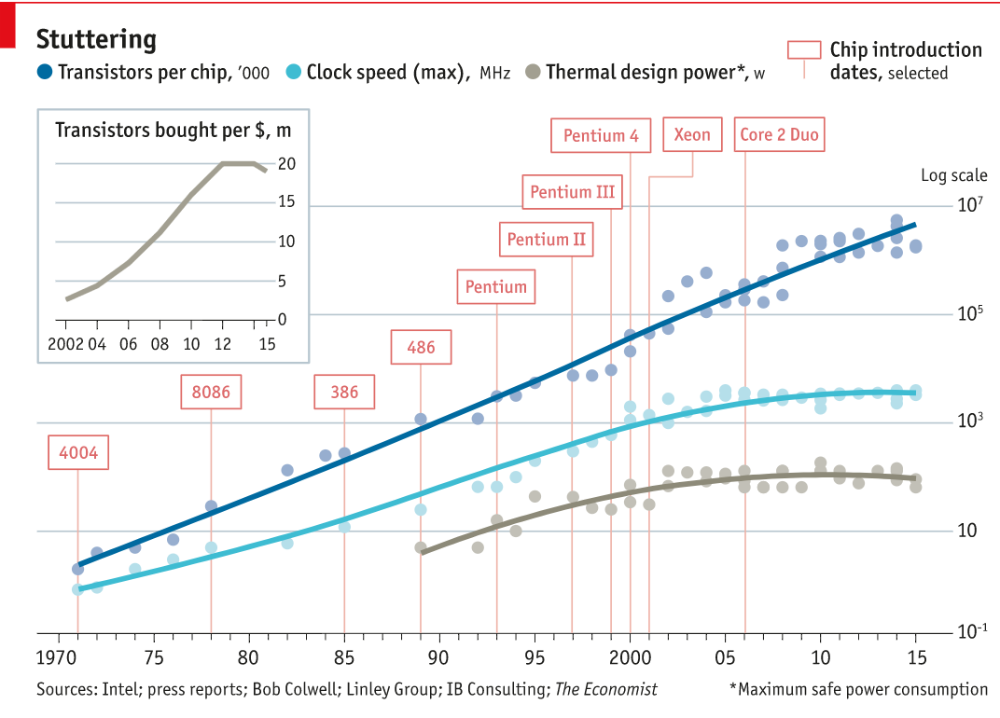 Stuttering
Transistors per chip, ’000 Clock speed (max), MHz Thermal design power*, w
Chip introduction
dates, selected
Transistors bought per $, m
20
15
10
5
0
2002 04 06 08 10 12 15
Pentium 4 Xeon Core 2 Duo
Pentium III
Pentium II
Pentium
486
8086 386
4004
Log scale
10⁷
10⁵
10³
10
10⁻¹
1970 75 80 85 90 95 2000 05 10 15
Sources: Intel; press reports; Bob Colwell; Linley Group; IB Consulting; The Economist
*Maximum safe power consumption